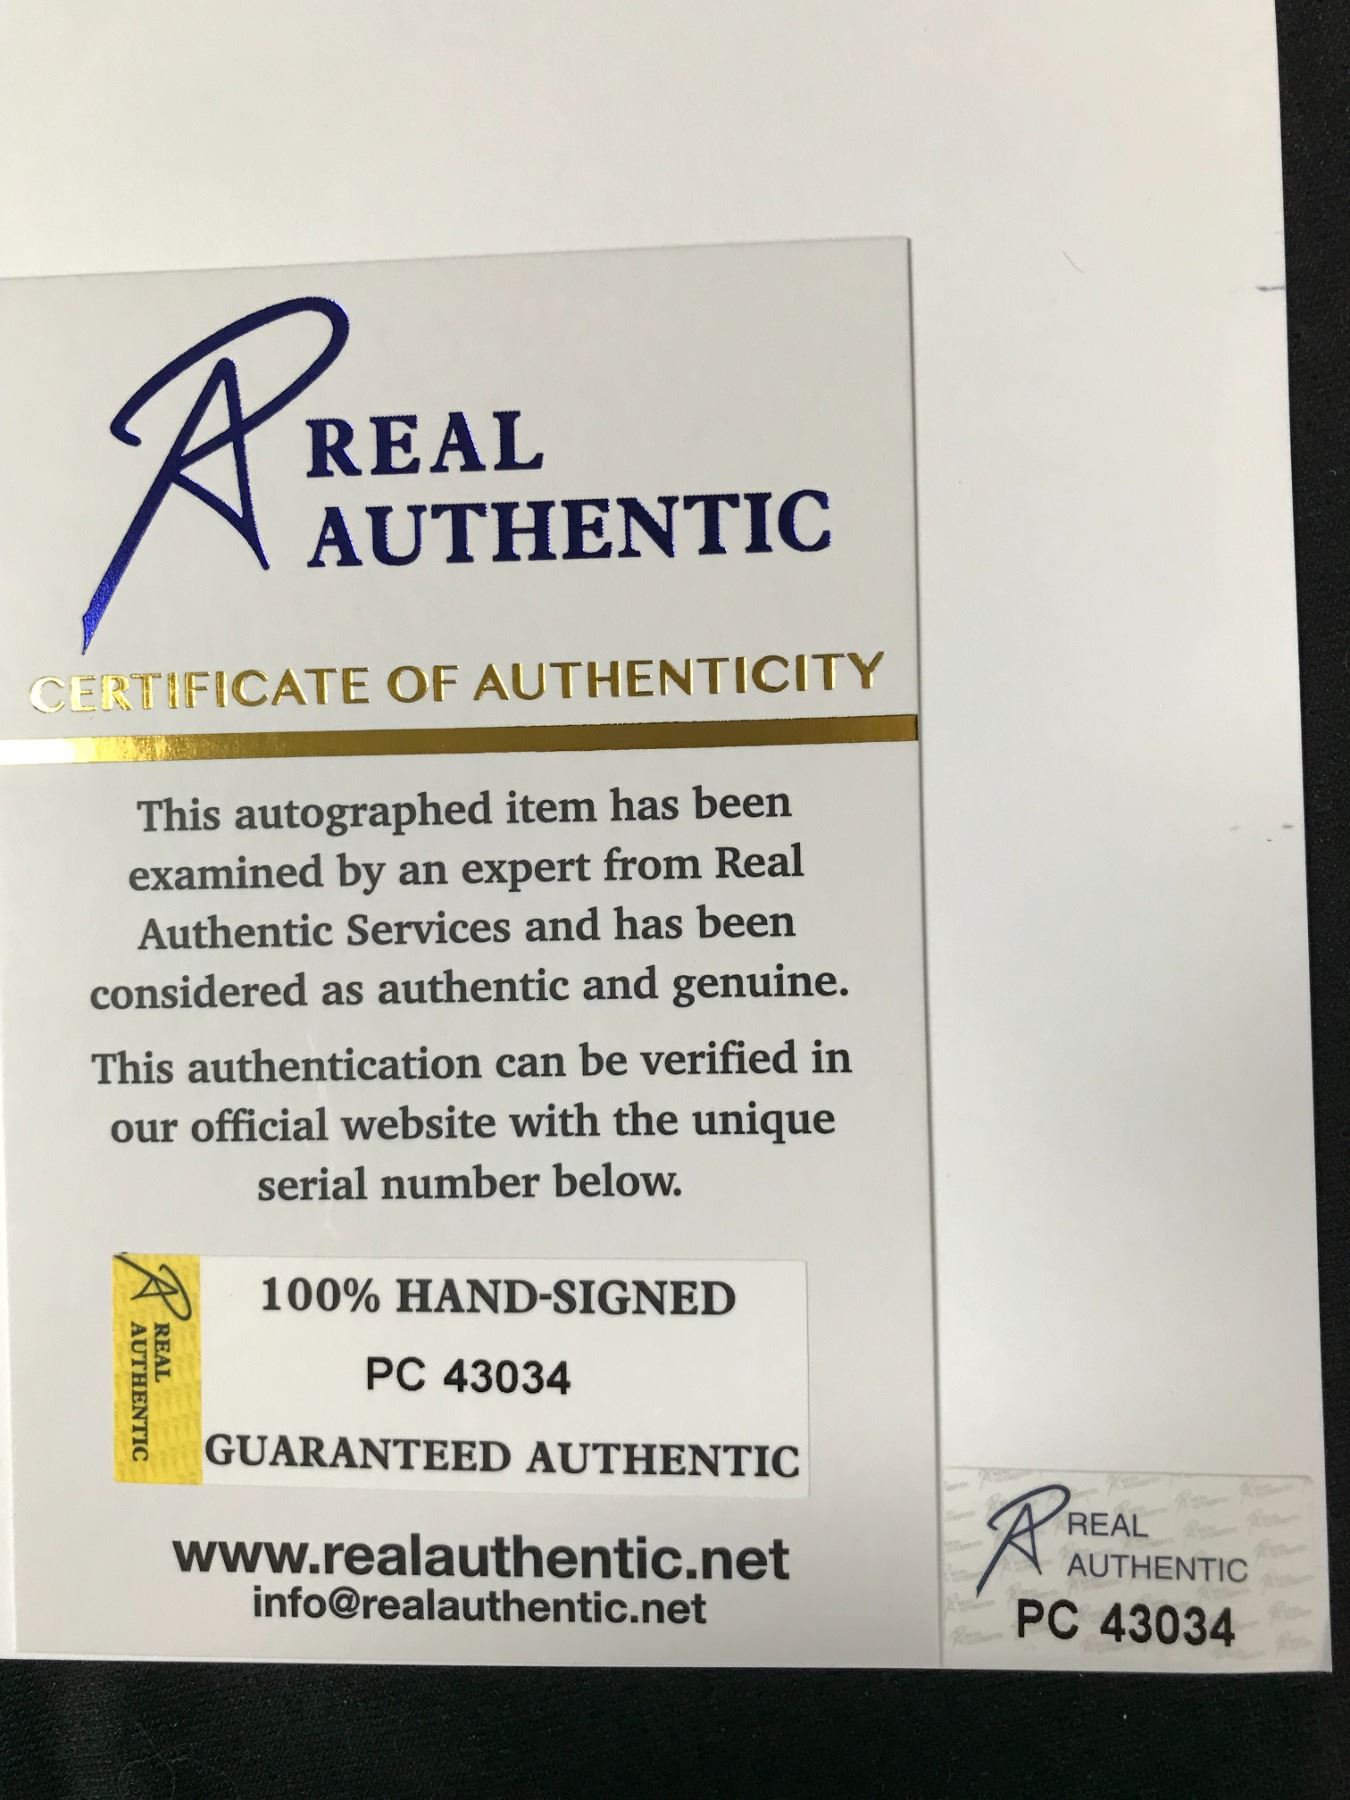 REAL
AUTHENTIC
CERTIFICATE OF AUTHENTICITY
This autographed item has been
examined by an expert from Real
Authentic Services and has been
considered as authentic and genuine.
This authentication can be verified in
our official website with the unique
serial number below.
REAL
AUTHENTIC
100% HAND-SIGNED
PC 43034
GUARANTEED AUTHENTIC
www.realauthentic.net
info@realauthentic.net
REAL
AUTHENTIC
PC 43034